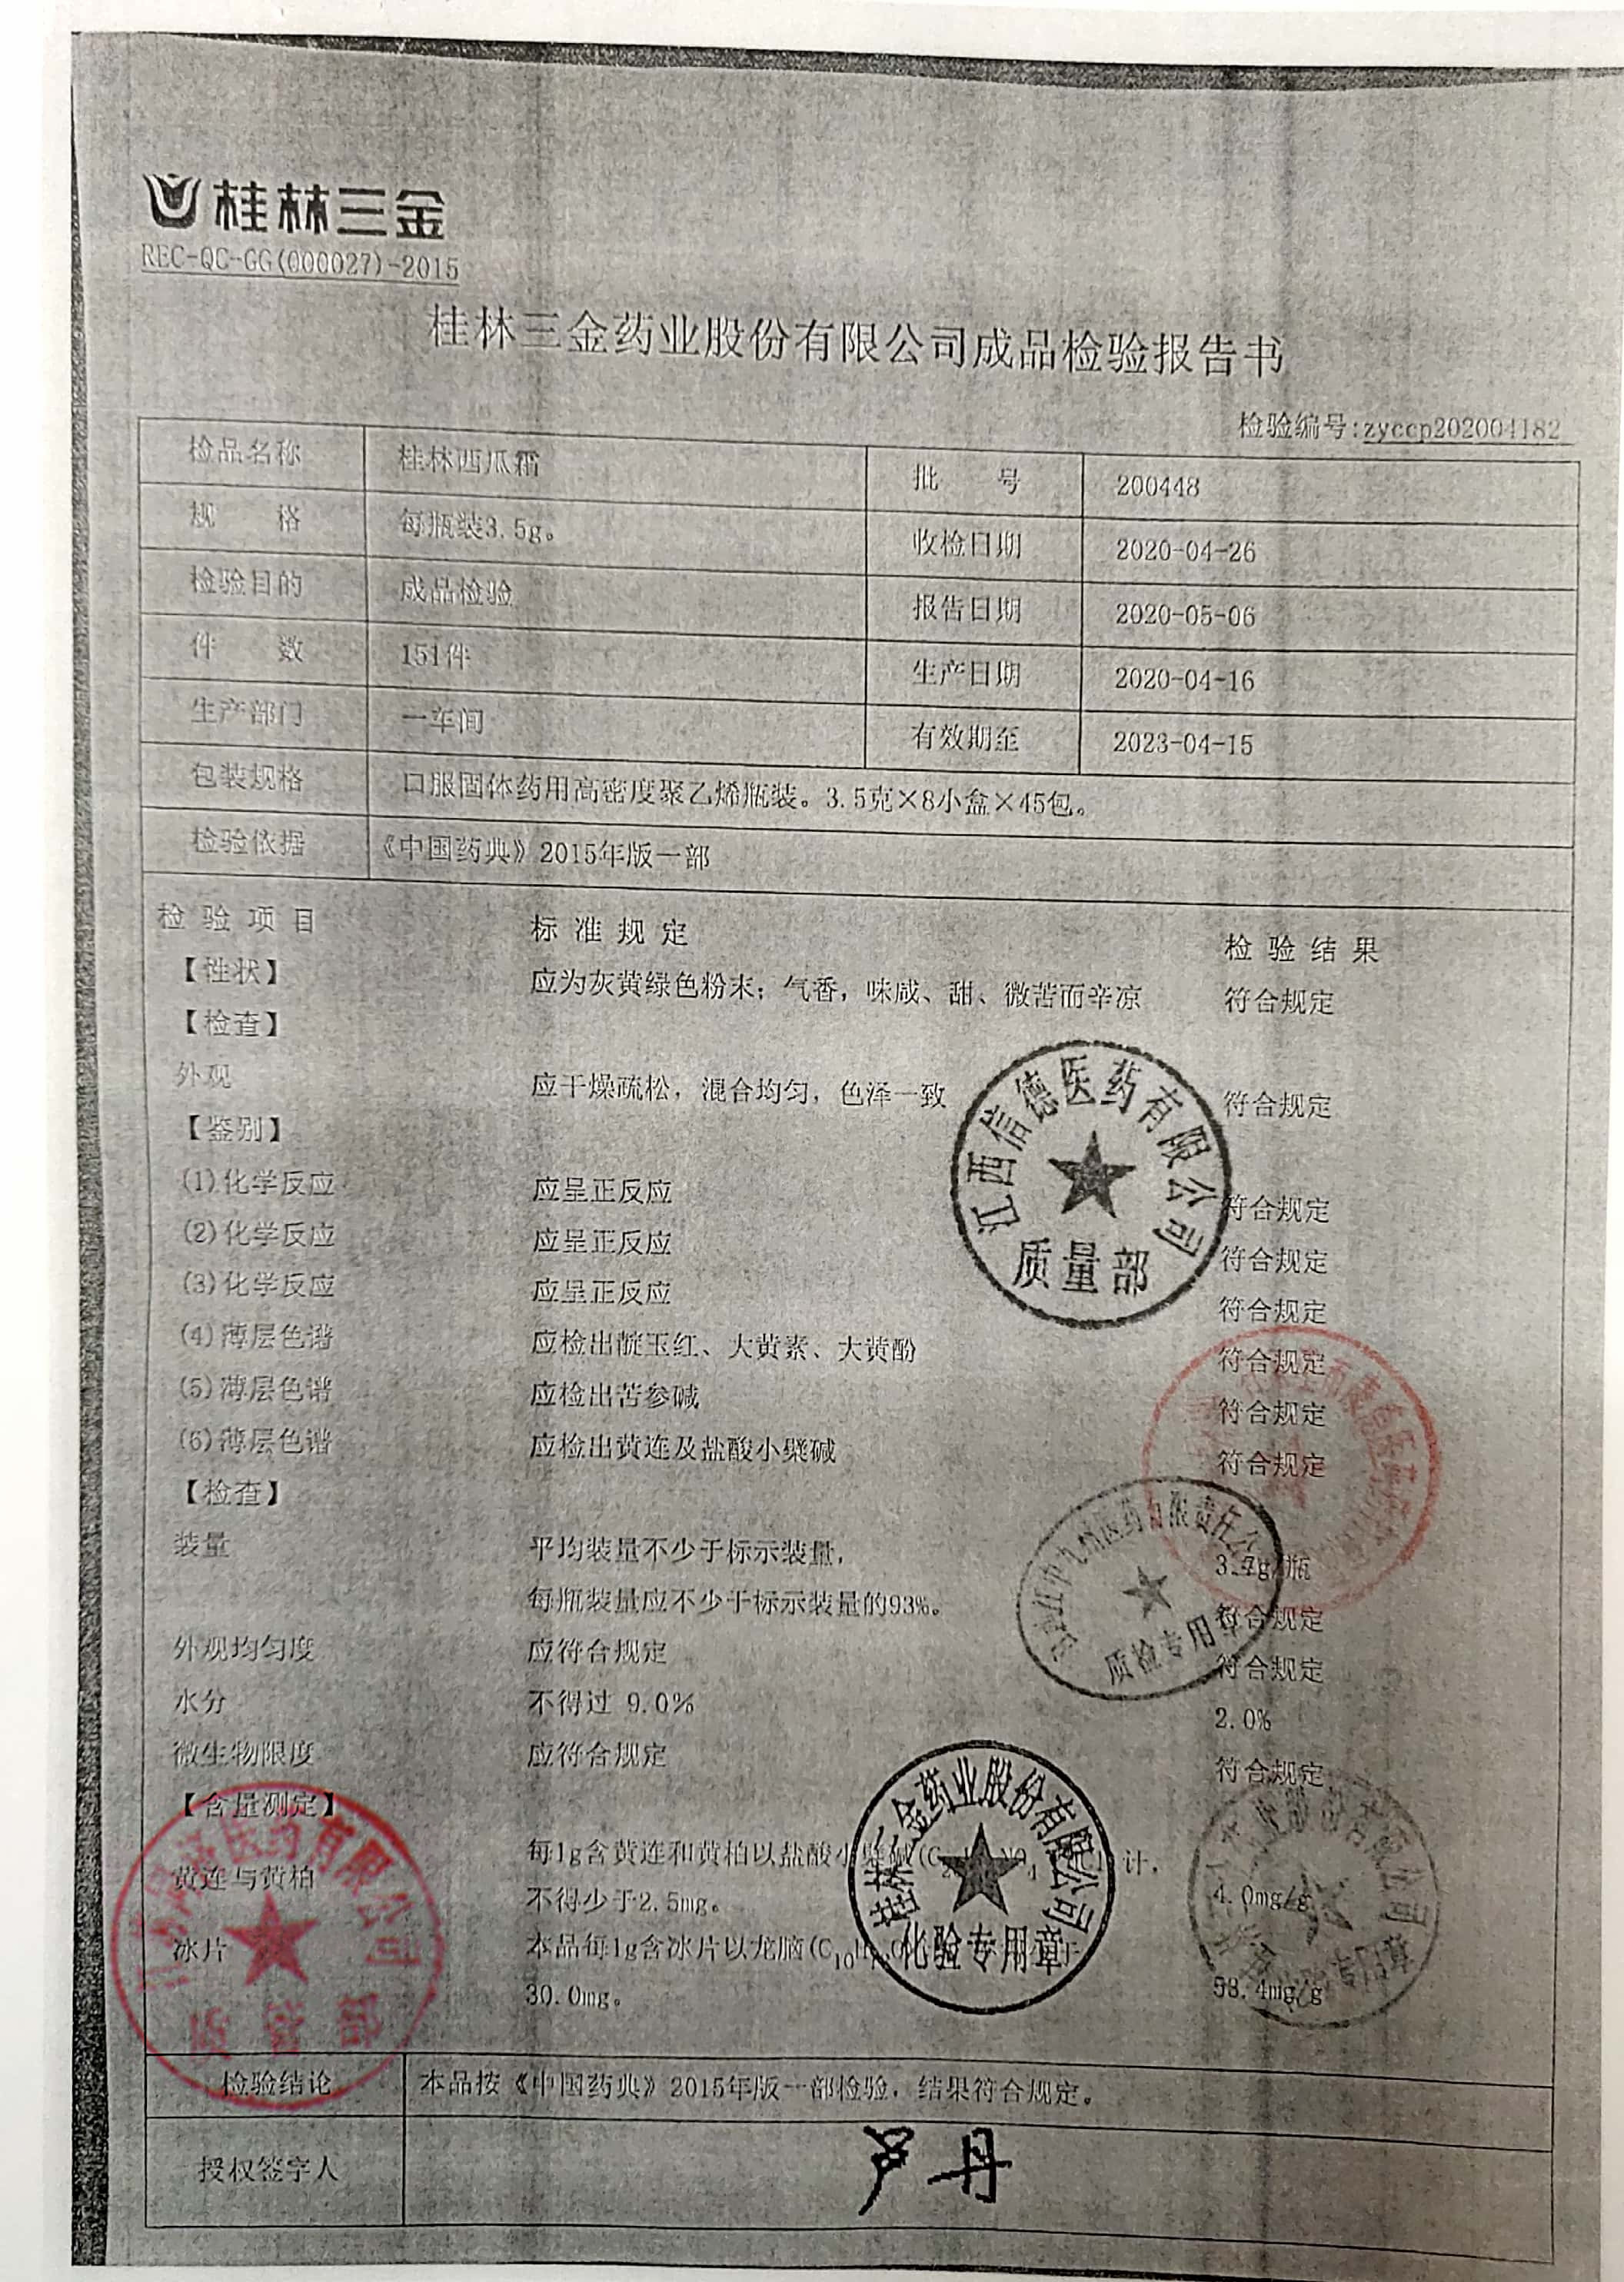 桂林三金
REC-QC-GG(000027)-2015
桂林三金药业股份有限公司成品检验报告书
检验编号:zyccp202004182
检品名称 桂林西瓜霜 批 号 200448
规 格 每瓶装3.5g。 收检日期 2020-04-26
检验目的 成品检验 报告日期 2020-05-06
件 数 151件 生产日期 2020-04-16
生产部门 一车间 有效期至 2023-04-15
包装规格 口服固体药用高密度聚乙烯瓶装。3.5克×8小盒×45包。
检验依据 《中国药典》2015年版一部
检 验 项 目 标 准 规 定 检 验 结 果
【性状】 应为灰黄绿色粉末；气香，味咸、甜、微苦而辛凉 符合规定
【检查】
外观 应干燥疏松，混合均匀，色泽一致 符合规定
【鉴别】
(1)化学反应 应呈正反应 符合规定
(2)化学反应 应呈正反应 符合规定
(3)化学反应 应呈正反应 符合规定
(4)薄层色谱 应检出靛玉红、大黄素、大黄酚 符合规定
(5)薄层色谱 应检出苦参碱 符合规定
(6)薄层色谱 应检出黄连及盐酸小檗碱 符合规定
【检查】
装量 平均装量不少于标示装量， 3.7g/瓶
每瓶装量应不少于标示装量的93%。 符合规定
外观均匀度 应符合规定 符合规定
水分 不得过 9.0% 2.0%
微生物限度 应符合规定 符合规定
【含量测定】
黄连与黄柏 每1g含黄连和黄柏以盐酸小檗碱 计，
不得少于2.5mg。 4.0mg/g
冰片 本品每1g含冰片以龙脑(C10H
30.0mg。 .4mg/g
检验结论 本品按《中国药典》2015年版一部检验，结果符合规定。
授权签字人 卢丹
江西信德医药有限公司
质量部
医药有限责任公
质检专用章
桂林三金药业股份有限公司
化验专用章
医药有限公司